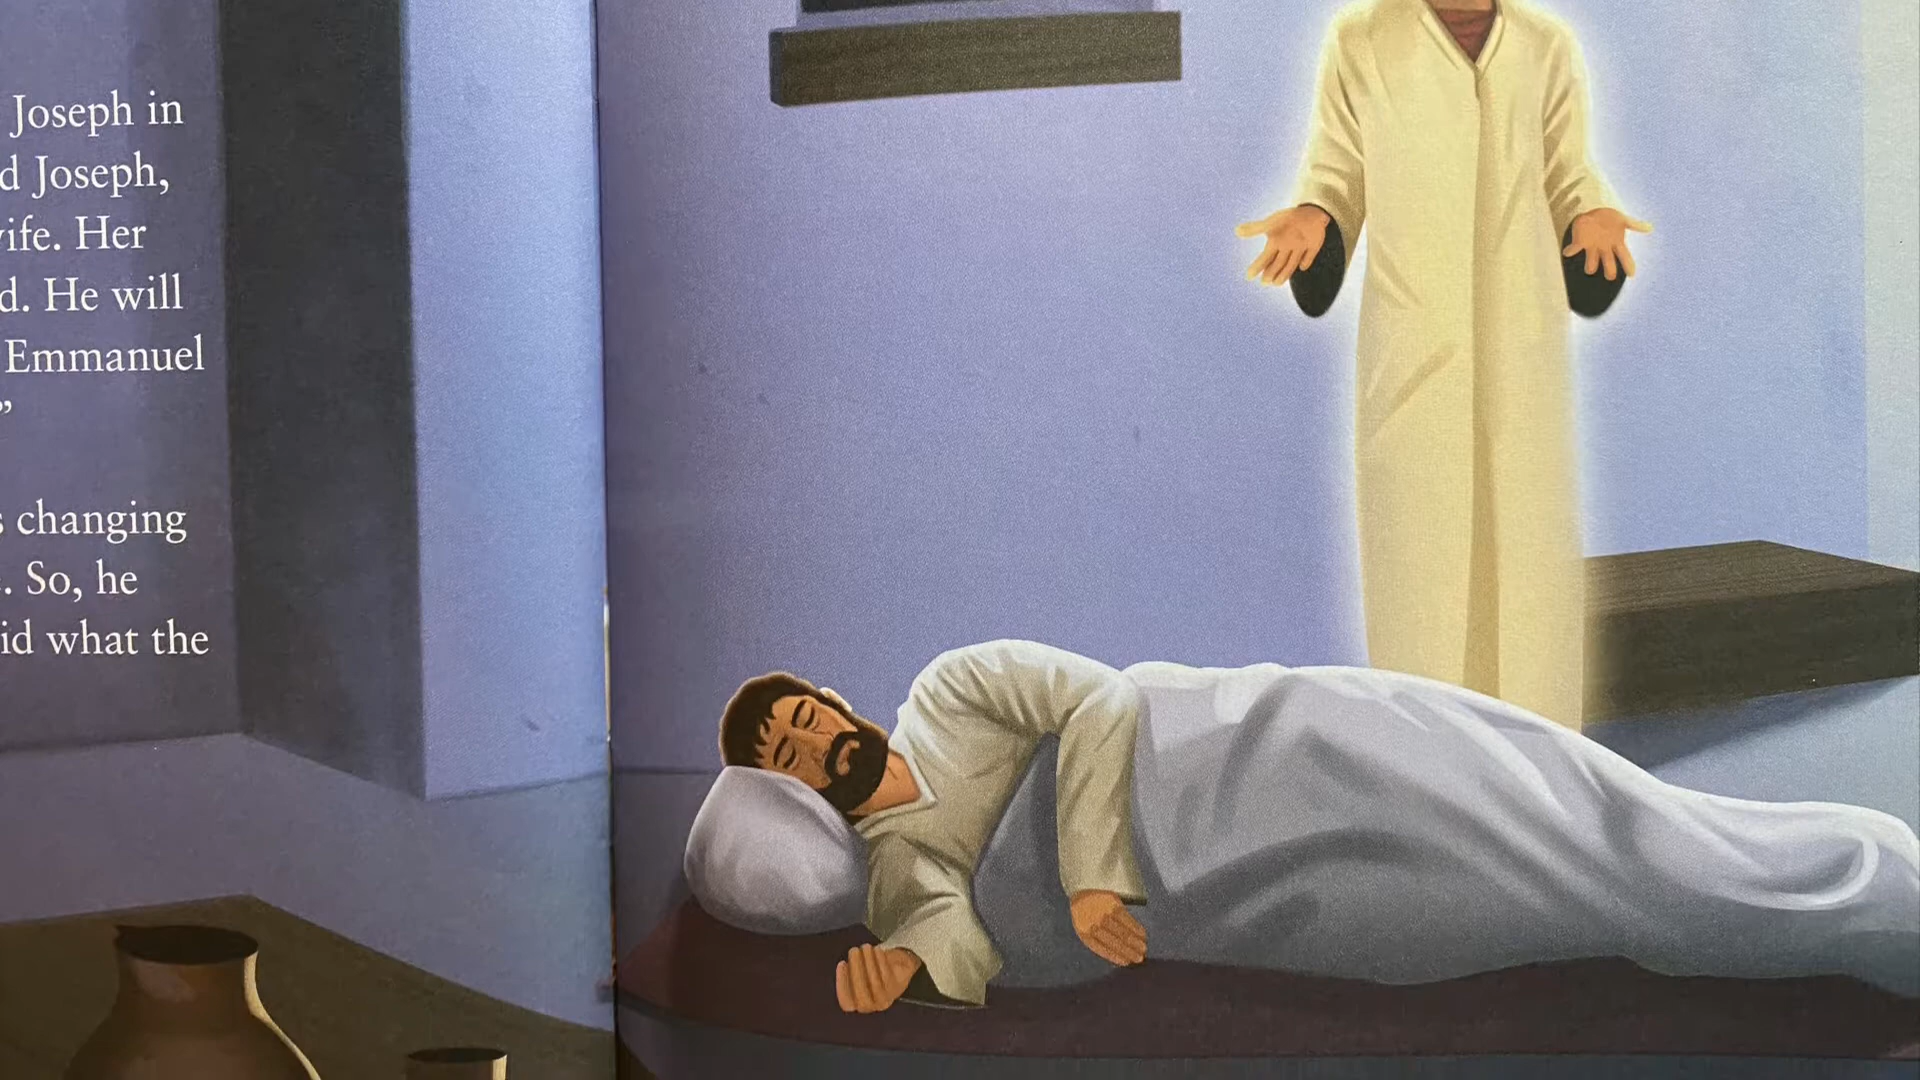 Joseph in
d Joseph,
ife. Her
d. He will
Emmanuel
”
s changing
. So, he
id what the